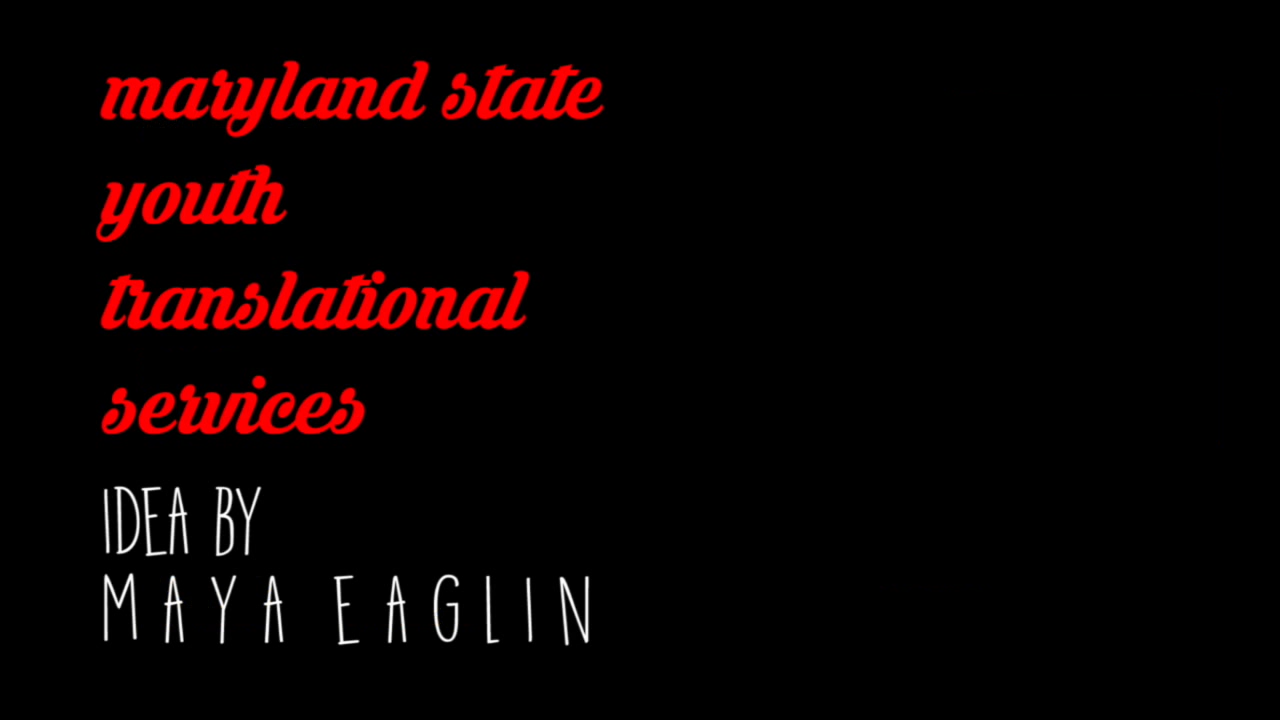 maryland state
youth
translational
services
IDEA BY
MAYA EAGLIN